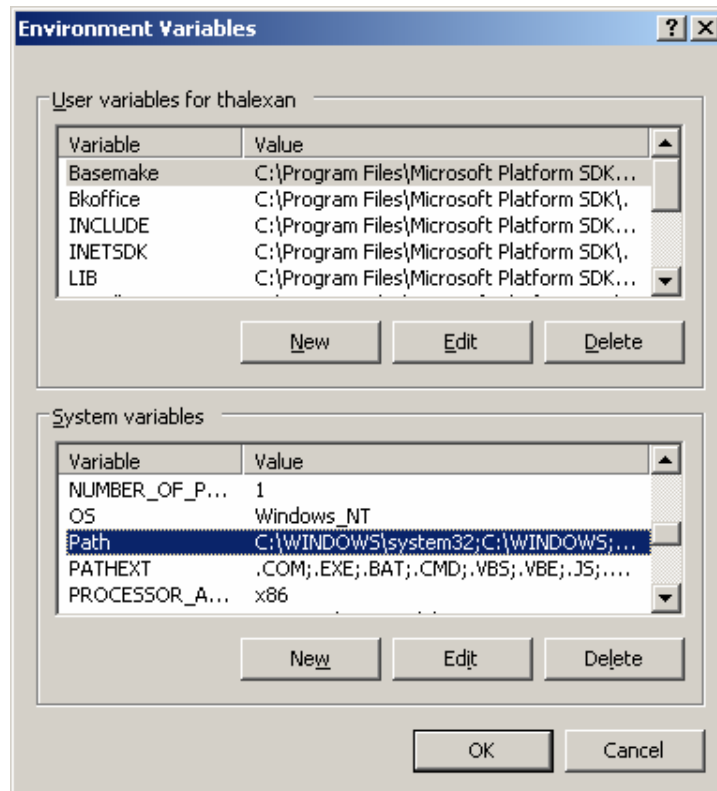 Environment Variables
User variables for thalexan
Variable Value
Basemake C:\Program Files\Microsoft Platform SDK...
Bkoffice C:\Program Files\Microsoft Platform SDK\.
INCLUDE C:\Program Files\Microsoft Platform SDK...
INETSDK C:\Program Files\Microsoft Platform SDK\.
LIB C:\Program Files\Microsoft Platform SDK...
New Edit Delete
System variables
Variable Value
NUMBER_OF_P... 1
OS Windows_NT
Path C:\WINDOWS\system32;C:\WINDOWS;...
PATHEXT .COM;.EXE;.BAT;.CMD;.VBS;.VBE;.JS;....
PROCESSOR_A... x86
New Edit Delete
OK Cancel